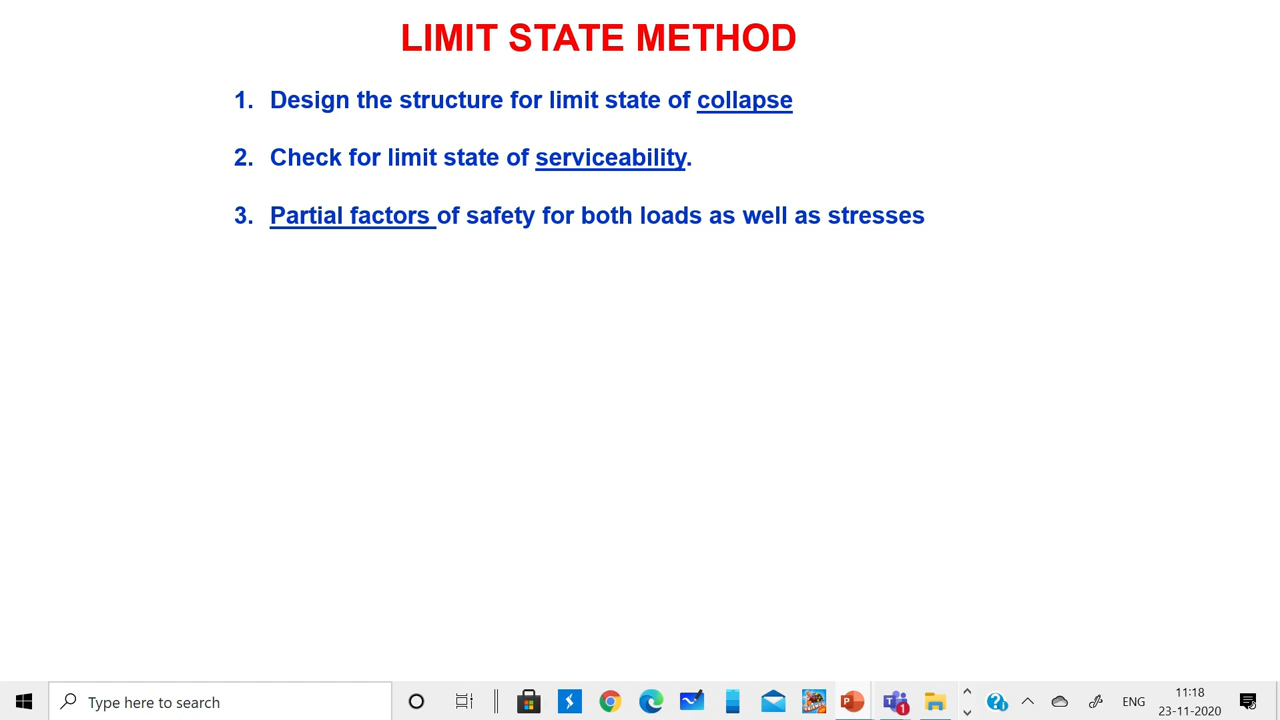 LIMIT STATE METHOD
1. Design the structure for limit state of collapse
2. Check for limit state of serviceability.
3. Partial factors of safety for both loads as well as stresses
Type here to search
1
ENG
11:18
23-11-2020